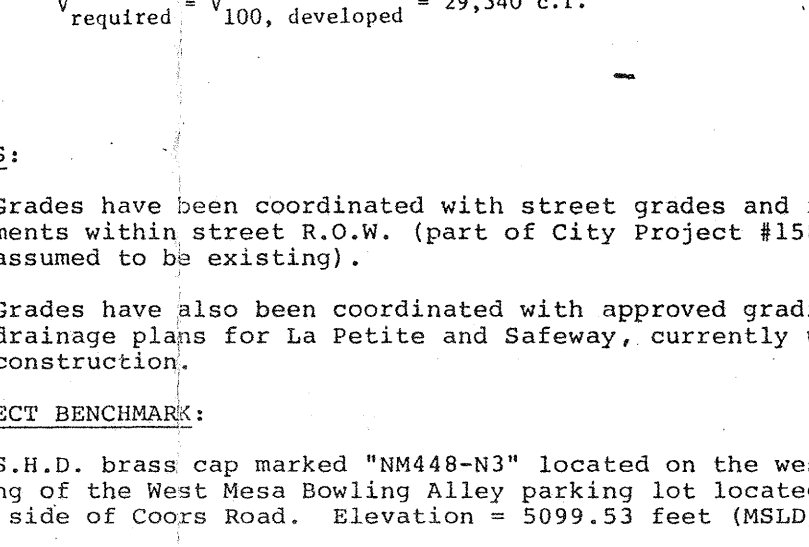 Vrequired = V100, developed = 29,340 c.f.
S:
Grades have been coordinated with street grades and
ments within street R.O.W. (part of City Project #15
assumed to be existing).
Grades have also been coordinated with approved grad
drainage plans for La Petite and Safeway, currently
construction.
ECT BENCHMARK:
S.H.D. brass cap marked "NM448-N3" located on the we
ng of the West Mesa Bowling Alley parking lot locate
side of Coors Road. Elevation = 5099.53 feet (MSLD